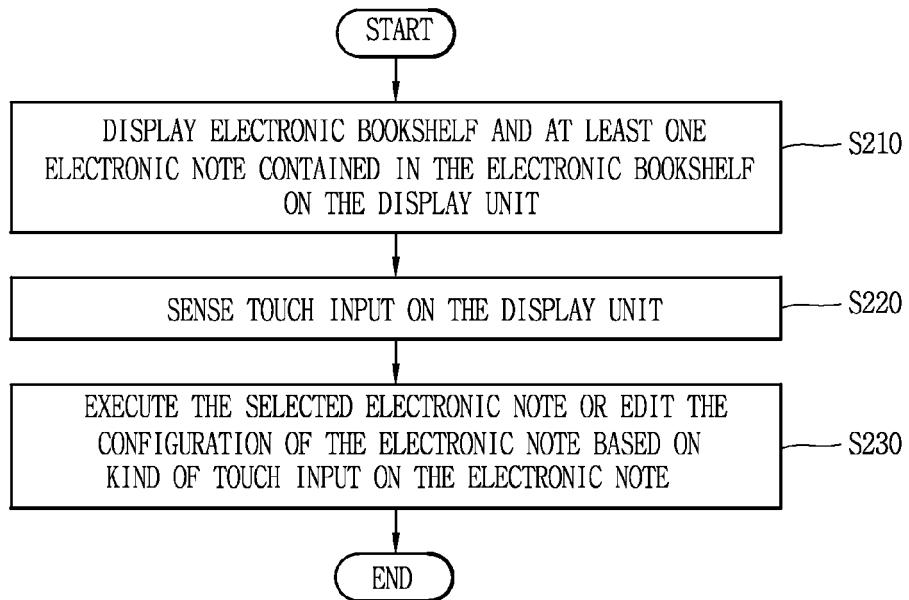 START
DISPLAY ELECTRONIC BOOKSHELF AND AT LEAST ONE
ELECTRONIC NOTE CONTAINED IN THE ELECTRONIC BOOKSHELF
ON THE DISPLAY UNIT
S210
SENSE TOUCH INPUT ON THE DISPLAY UNIT
S220
EXECUTE THE SELECTED ELECTRONIC NOTE OR EDIT THE
CONFIGURATION OF THE ELECTRONIC NOTE BASED ON
KIND OF TOUCH INPUT ON THE ELECTRONIC NOTE
S230
END